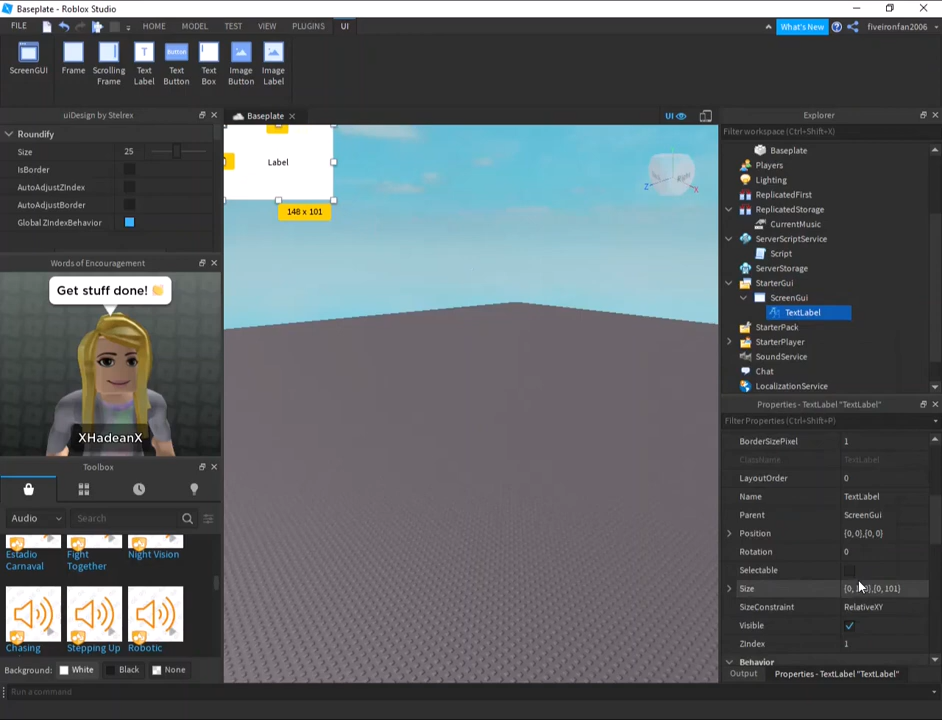 Baseplate - Roblox Studio
FILE HOME MODEL TEST VIEW PLUGINS UI What's New fiveironfan2006
ScreenGUI Frame Scrolling Frame Text Label Button Text Button Text Box Image Button Image Label
uiDesign by Stelrex
Roundify
Size 25
IsBorder
AutoAdjustZIndex
AutoAdjustBorder
Global ZIndexBehavior
Words of Encouragement
Get stuff done! 👏
XHadeanX
Toolbox
Audio Search
Estadio Carnaval
Fight Together
Night Vision
Chasing
Stepping Up
Robotic
Background: White Black None
Run a command
Baseplate
UI
Label
148 x 101
Z X
Explorer
Filter workspace (Ctrl+Shift+X)
Baseplate
Players
Lighting
ReplicatedFirst
ReplicatedStorage
CurrentMusic
ServerScriptService
Script
ServerStorage
StarterGui
ScreenGui
TextLabel
StarterPack
StarterPlayer
SoundService
Chat
LocalizationService
Properties - TextLabel "TextLabel"
Filter Properties (Ctrl+Shift+P)
BorderSizePixel 1
ClassName TextLabel
LayoutOrder 0
Name TextLabel
Parent ScreenGui
Position {0, 0},{0, 0}
Rotation 0
Selectable
Size {0, 101}
SizeConstraint RelativeXY
Visible
ZIndex 1
Behavior
Output Properties - TextLabel "TextLabel"